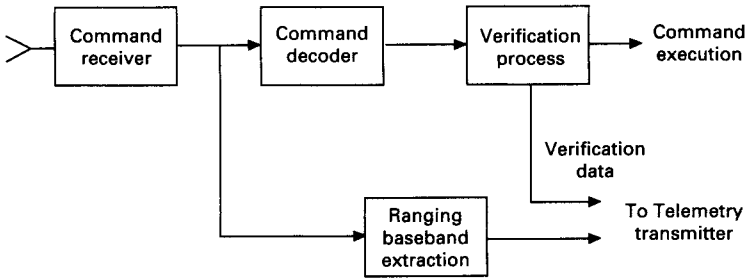 Command
receiver
Command
decoder
Verification
process
Command
execution
Verification
data
Ranging
baseband
extraction
To Telemetry
transmitter